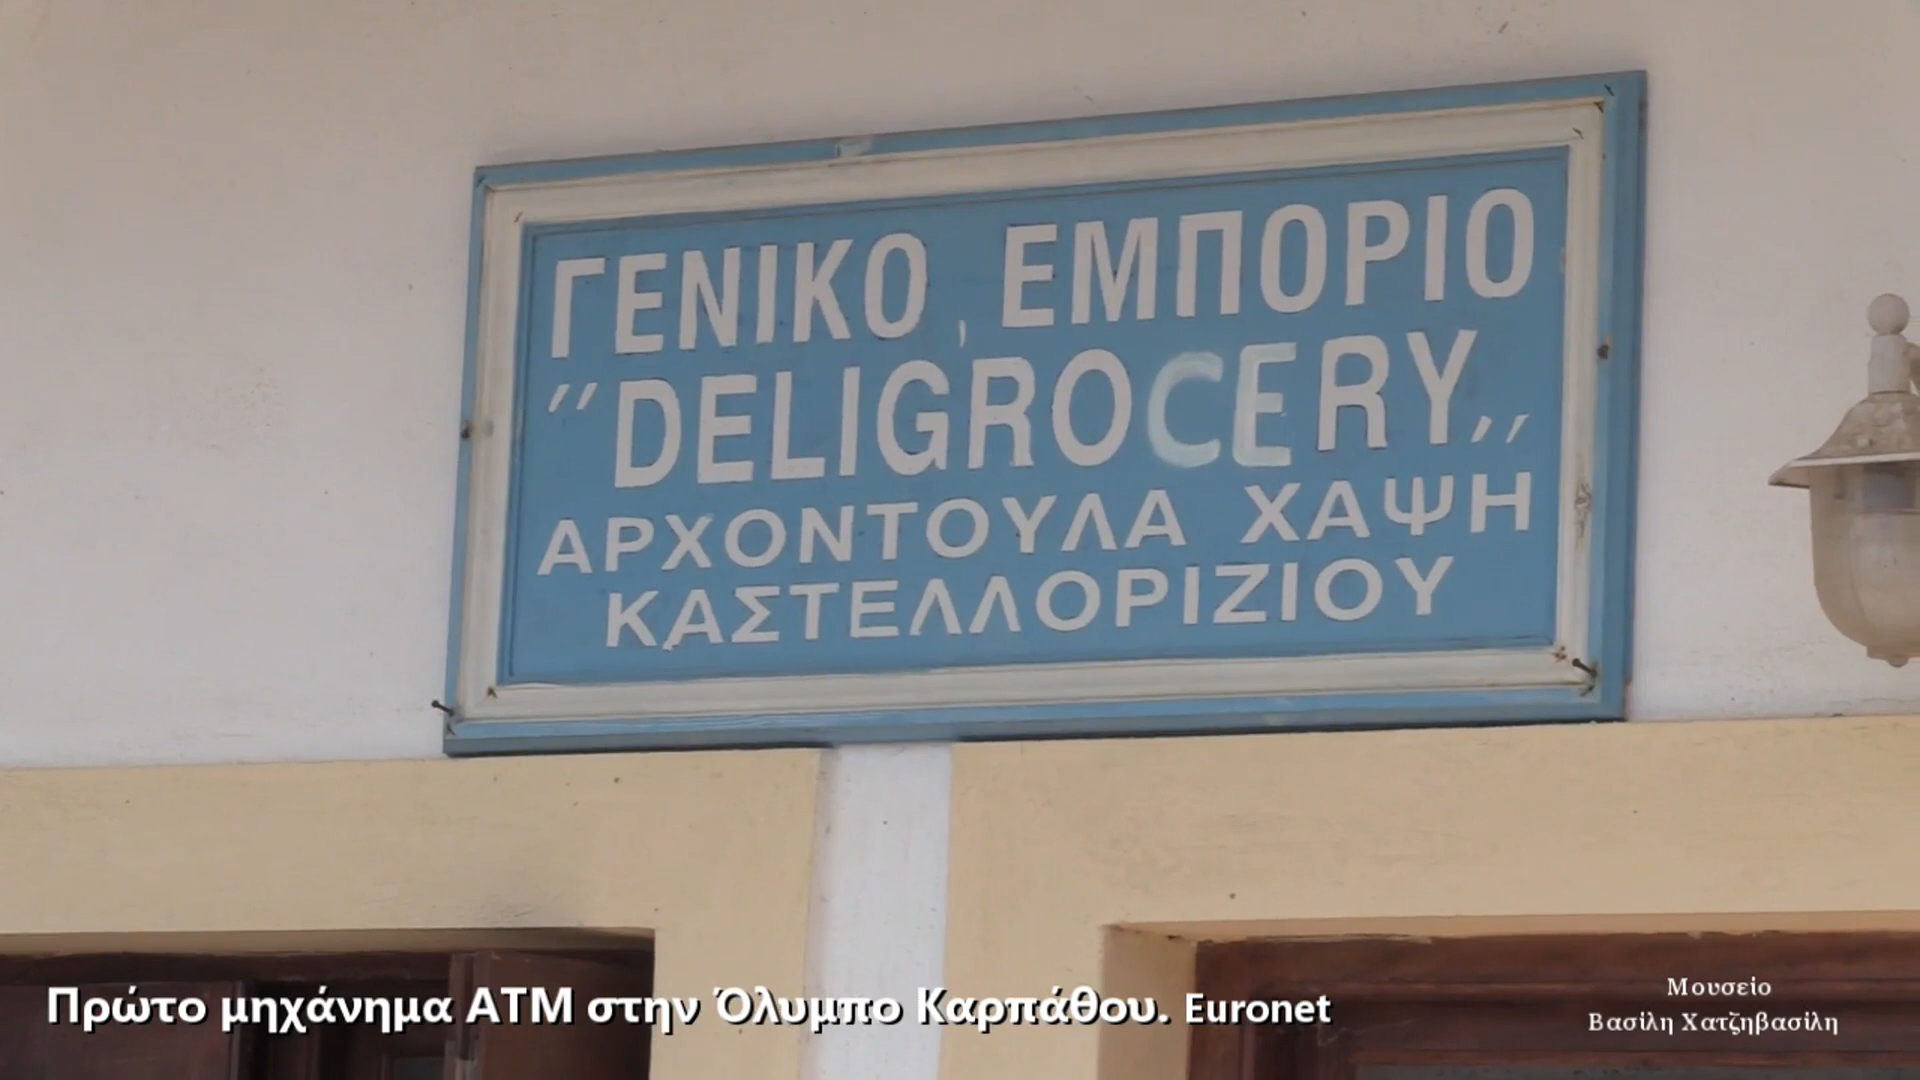 ΓΕΝΙΚΟ ΕΜΠΟΡΙΟ
"DELIGROCERY,,
ΑΡΧΟΝΤΟΥΛΑ ΧΑΨΗ
ΚΑΣΤΕΛΛΟΡΙΖΙΟΥ
Πρώτο μηχάνημα ATM στην Όλυμπο Καρπάθου. Euronet
Μουσείο
Βασίλη Χατζηβασίλη